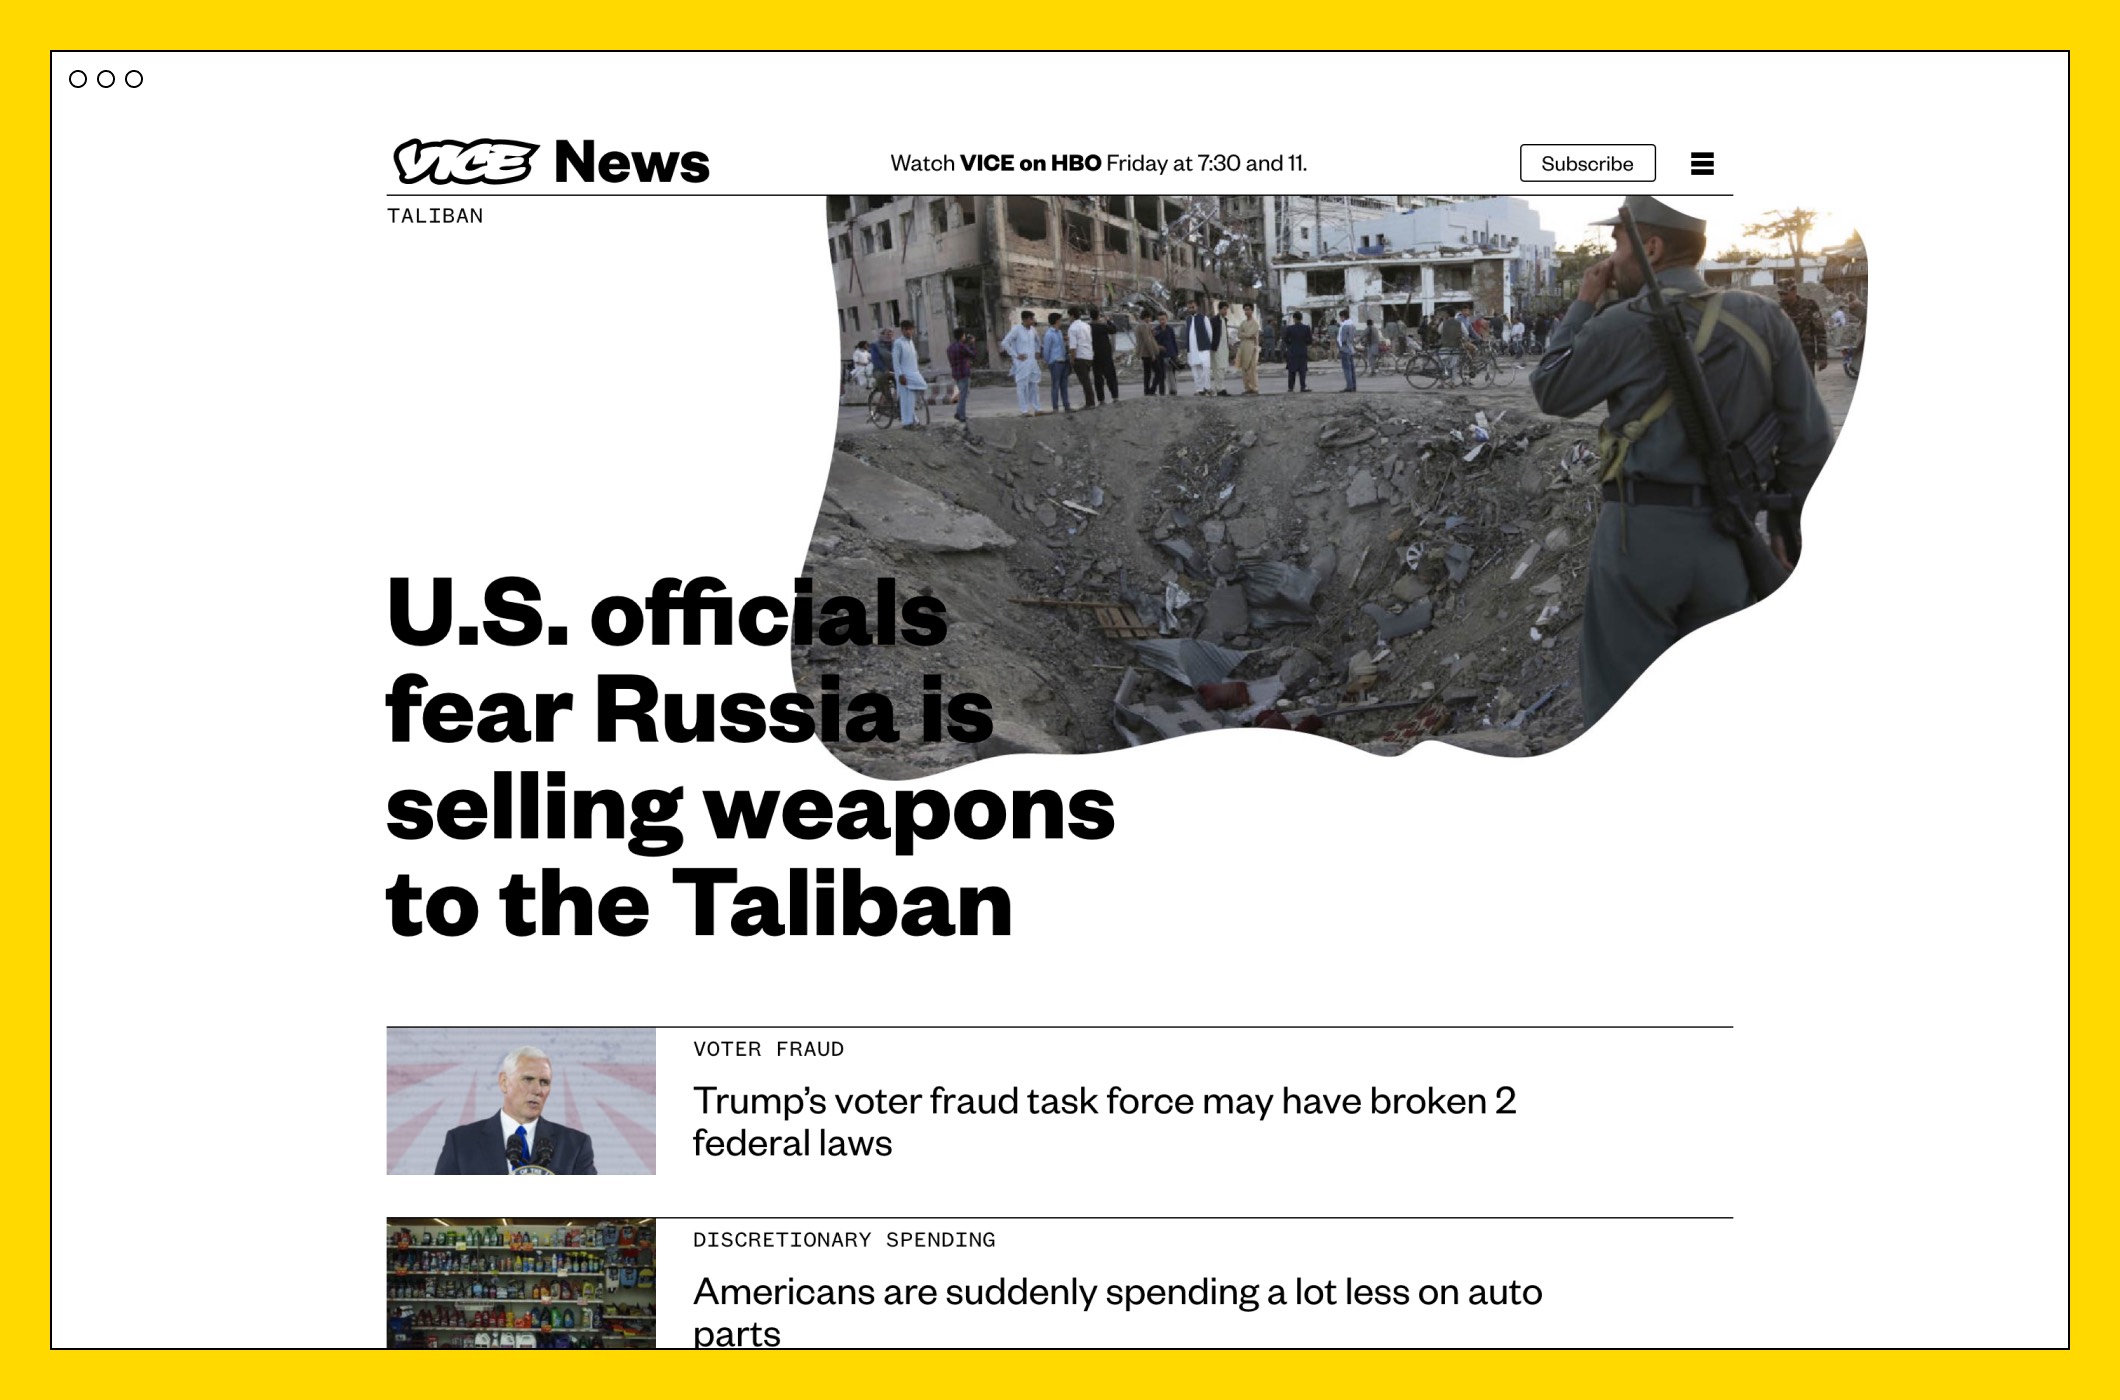 VICE News
Watch VICE on HBO Friday at 7:30 and 11.
Subscribe
TALIBAN
U.S. officials
fear Russia is
selling weapons
to the Taliban
VOTER FRAUD
Trump’s voter fraud task force may have broken 2
federal laws
OF THE
DISCRETIONARY SPENDING
Americans are suddenly spending a lot less on auto
parts